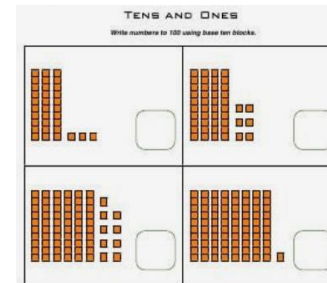 TENS AND ONES
Write numbers to 100 using base ten blocks.